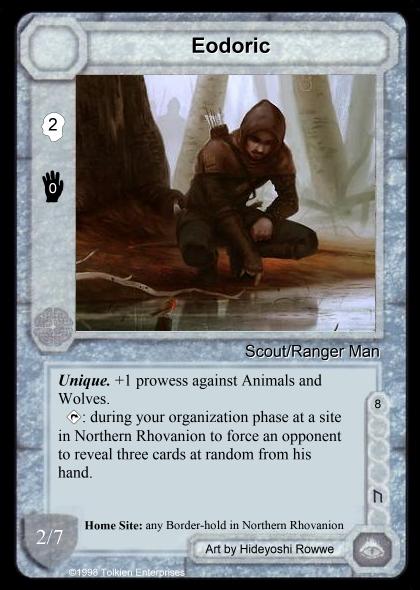 Eodoric
2
0
Scout/Ranger Man
Unique. +1 prowess against Animals and
Wolves.
: during your organization phase at a site
in Northern Rhovanion to force an opponent
to reveal three cards at random from his
hand.
8
Home Site: any Border-hold in Northern Rhovanion
2/7
Art by Hideyoshi Rowwe
©1998 Tolkien Enterprises